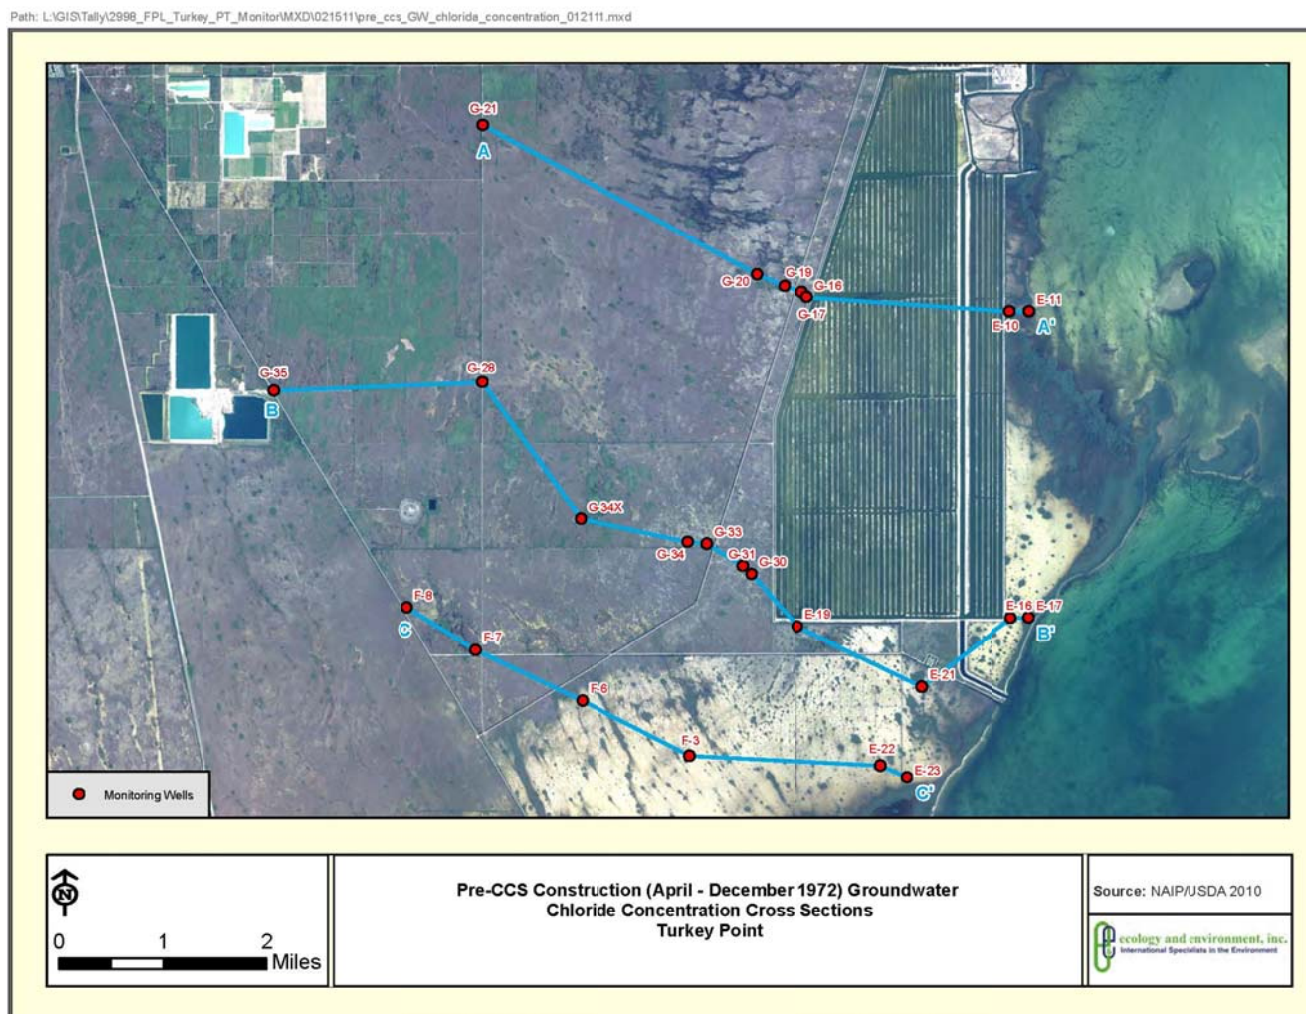 Path: L:\GIS\Tally\2998_FPL_Turkey_PT_Monitor\MXD\021511\pre_ccs_GW_chlorida_concentration_012111.mxd
G-21
A
G-20
G-19
G-16
G-17
E-10
E-11
A'
G-35
B
G-28
G-34X
G-34
G-33
G-31
G-30
E-19
E-21
E-16
E-17
B'
F-8
C
F-7
F-6
F-3
E-22
E-23
C'
Monitoring Wells
N
0 1 2
Miles
Pre-CCS Construction (April - December 1972) Groundwater
Chloride Concentration Cross Sections
Turkey Point
Source: NAIP/USDA 2010
ecology and environment, inc.
International Specialists in the Environment